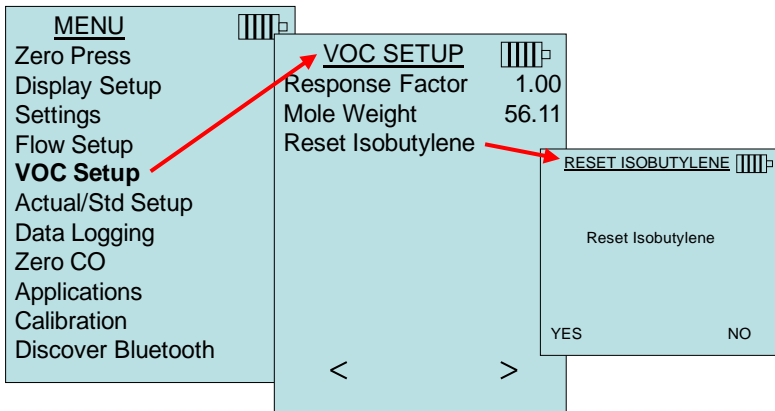 MENU
Zero Press
Display Setup
Settings
Flow Setup
VOC Setup
Actual/Std Setup
Data Logging
Zero CO
Applications
Calibration
Discover Bluetooth
VOC SETUP
Response Factor 1.00
Mole Weight 56.11
Reset Isobutylene
< >
RESET ISOBUTYLENE
Reset Isobutylene
YES NO